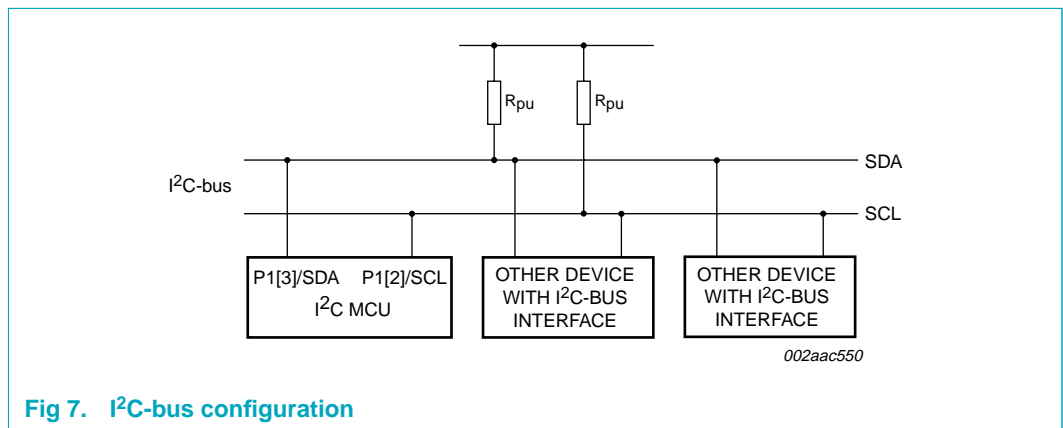 Rpu Rpu
SDA
I²C-bus
SCL
P1[3]/SDA P1[2]/SCL
I²C MCU
OTHER DEVICE
WITH I²C-BUS
INTERFACE
OTHER DEVICE
WITH I²C-BUS
INTERFACE
002aac550
Fig 7. I²C-bus configuration